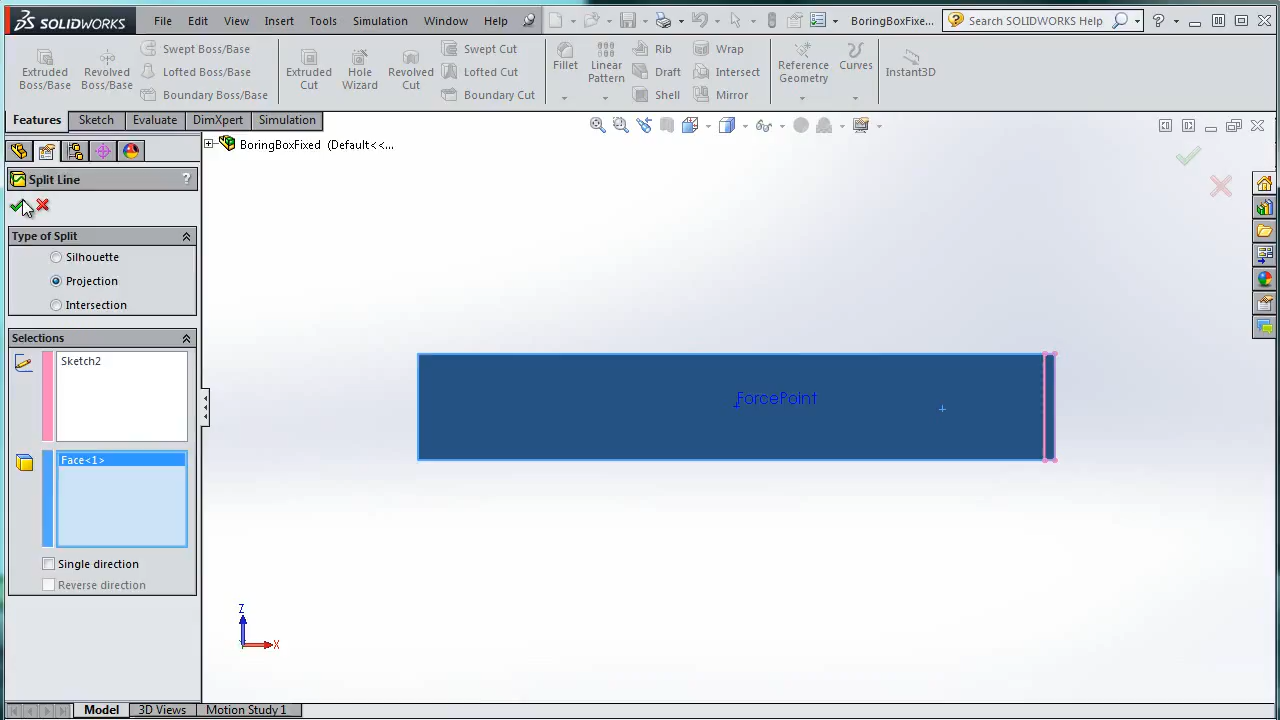 SOLIDWORKS File Edit View Insert Tools Simulation Window Help BoringBoxFixe... Search SOLIDWORKS Help
Extruded Boss/Base
Revolved Boss/Base
Swept Boss/Base
Lofted Boss/Base
Boundary Boss/Base
Extruded Cut
Hole Wizard
Revolved Cut
Swept Cut
Lofted Cut
Boundary Cut
Fillet
Linear Pattern
Rib
Draft
Shell
Wrap
Intersect
Mirror
Reference Geometry
Curves
Instant3D
Features Sketch Evaluate DimXpert Simulation
BoringBoxFixed (Default<<...
Split Line ?
Type of Split
Silhouette
Projection
Intersection
Selections
Sketch2
Face<1>
Single direction
Reverse direction
ForcePoint
Z
X
Model 3D Views Motion Study 1